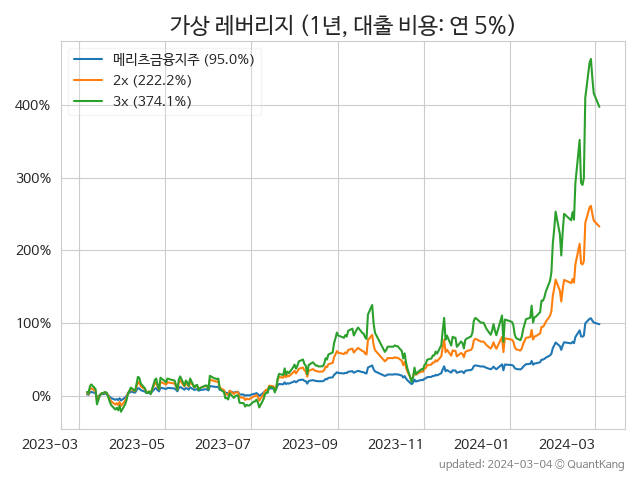 가상 레버리지 (1년, 대출 비용: 연 5%)
메리츠금융지주 (95.0%)
2x (222.2%)
3x (374.1%)
400%
300%
200%
100%
0%
2023-03 2023-05 2023-07 2023-09 2023-11 2024-01 2024-03
updated: 2024-03-04 © QuantKang